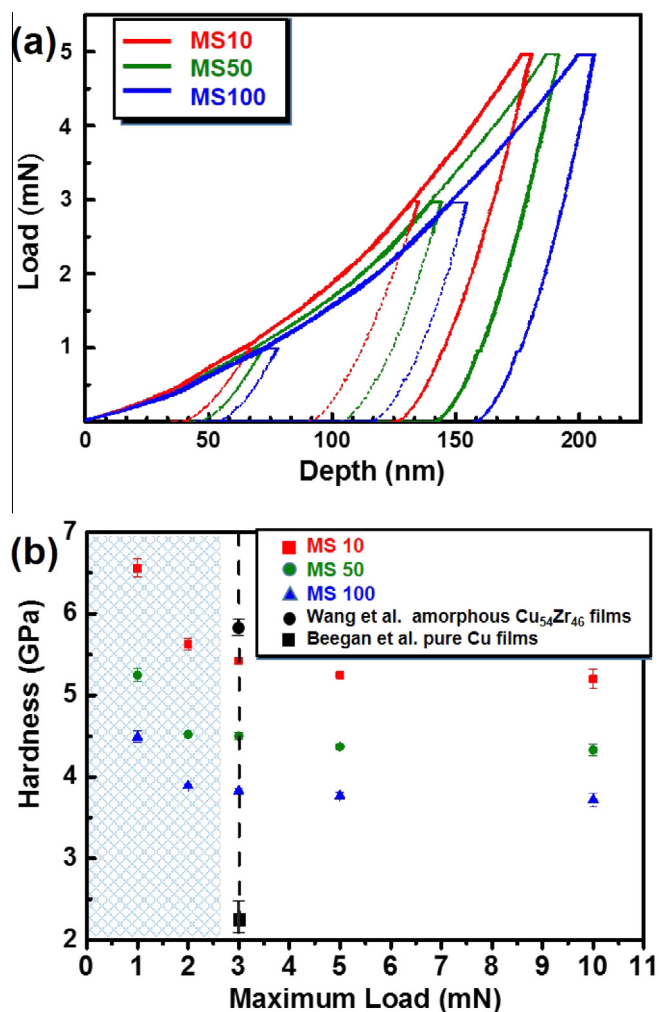 (a)
MS10
MS50
MS100
5
4
3
2
1
0
Load (mN)
0 50 100 150 200
Depth (nm)
(b)
MS 10
MS 50
MS 100
Wang et al. amorphous Cu₅₄Zr₄₆ films
Beegan et al. pure Cu films
7
6
5
4
3
2
Hardness (GPa)
0 1 2 3 4 5 6 7 8 9 10 11
Maximum Load (mN)